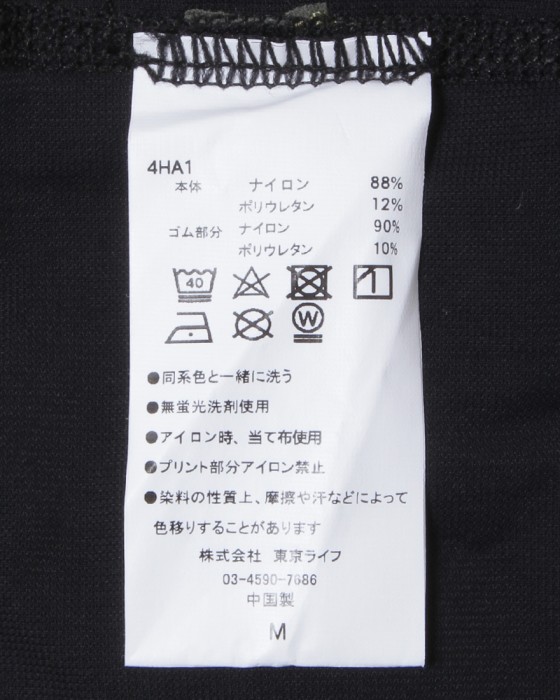 4HA1
本体 ナイロン 88%
ポリウレタン 12%
ゴム部分 ナイロン 90%
ポリウレタン 10%
40
W
●同系色と一緒に洗う
●無蛍光洗剤使用
●アイロン時、当て布使用
●プリント部分アイロン禁止
●染料の性質上、摩擦や汗などによって
色移りすることがあります
株式会社 東京ライフ
03-4590-7686
中国製
M